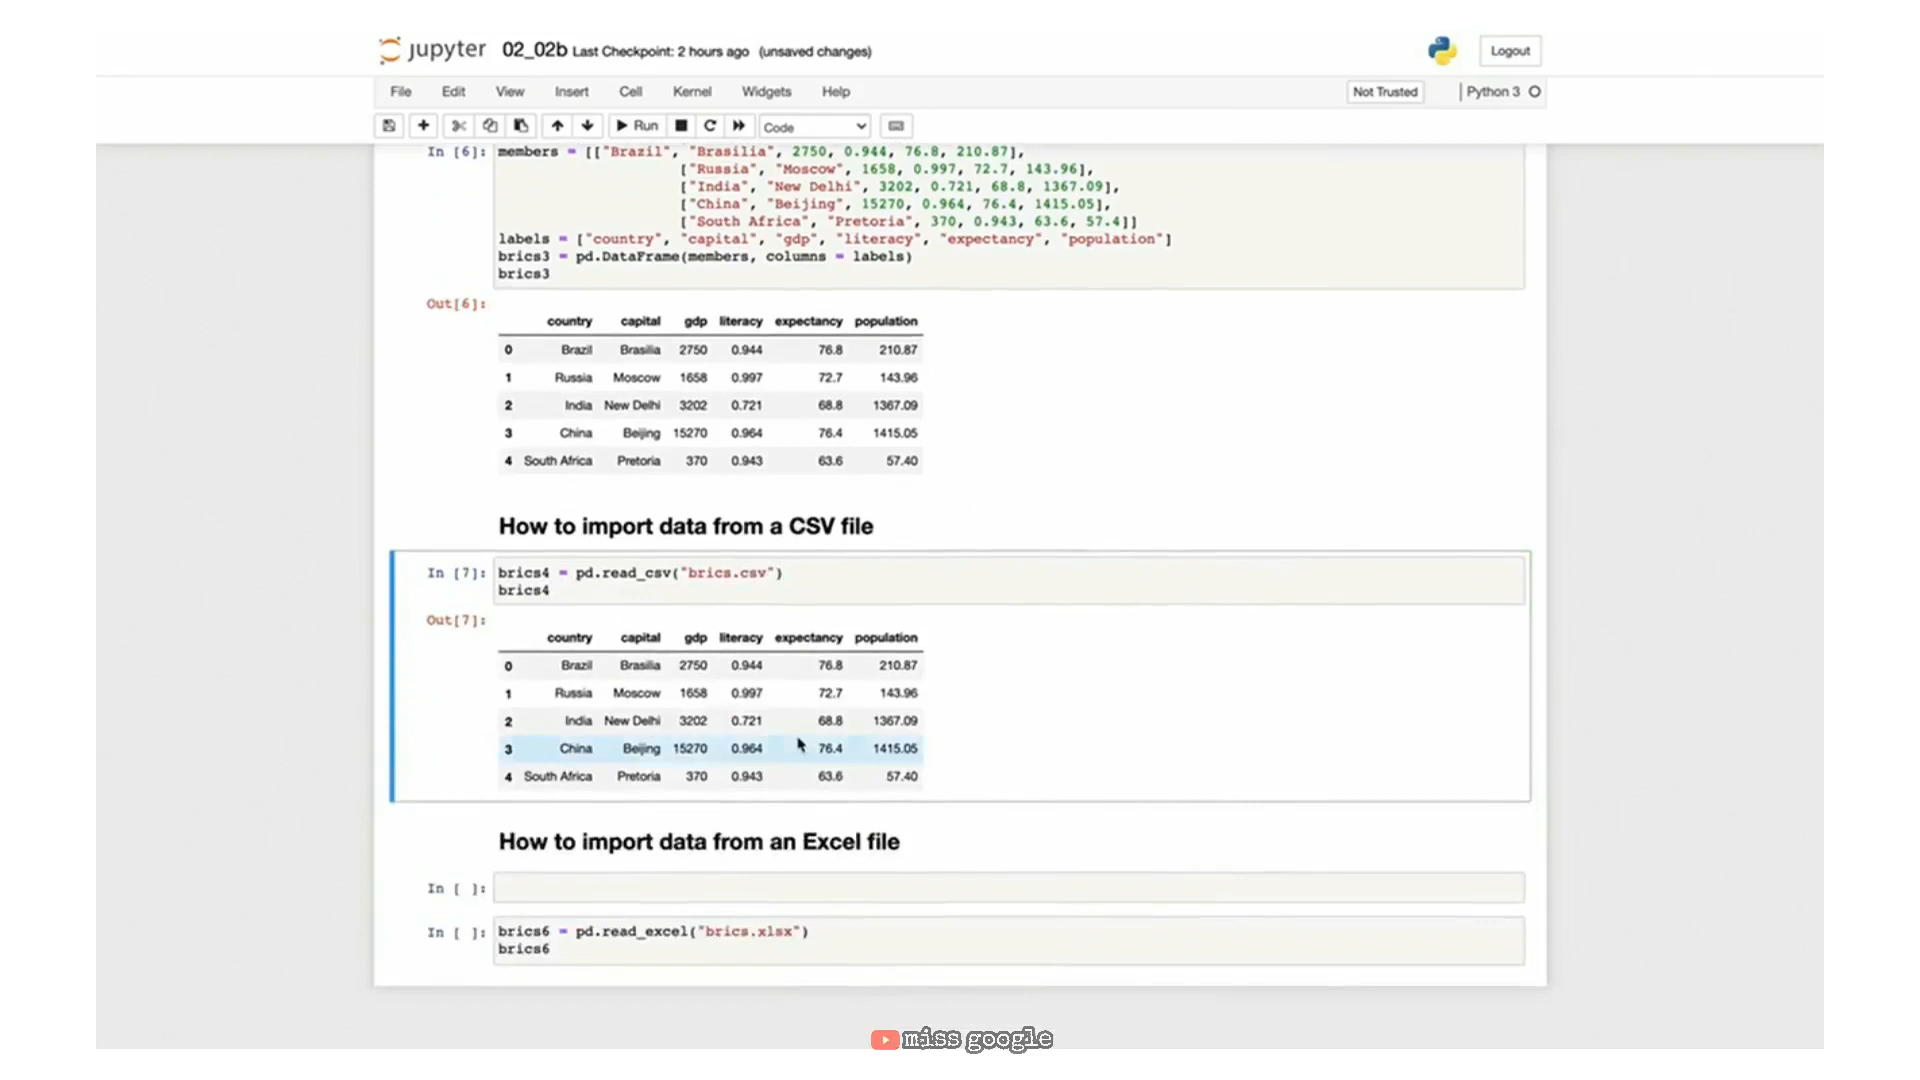 jupyter 02_02b Last Checkpoint: 2 hours ago (unsaved changes) Logout
File Edit View Insert Cell Kernel Widgets Help Not Trusted Python 3
Run Code
In [6]: members = [["Brazil", "Brasilia", 2750, 0.944, 76.8, 210.87],
["Russia", "Moscow", 1658, 0.997, 72.7, 143.96],
["India", "New Delhi", 3202, 0.721, 68.8, 1367.09],
["China", "Beijing", 15270, 0.964, 76.4, 1415.05],
["South Africa", "Pretoria", 370, 0.943, 63.6, 57.4]]
labels = ["country", "capital", "gdp", "literacy", "expectancy", "population"]
brics3 = pd.DataFrame(members, columns = labels)
brics3
Out[6]:
country capital gdp literacy expectancy population
0 Brazil Brasilia 2750 0.944 76.8 210.87
1 Russia Moscow 1658 0.997 72.7 143.96
2 India New Delhi 3202 0.721 68.8 1367.09
3 China Beijing 15270 0.964 76.4 1415.05
4 South Africa Pretoria 370 0.943 63.6 57.40
How to import data from a CSV file
In [7]: brics4 = pd.read_csv("brics.csv")
brics4
Out[7]:
country capital gdp literacy expectancy population
0 Brazil Brasilia 2750 0.944 76.8 210.87
1 Russia Moscow 1658 0.997 72.7 143.96
2 India New Delhi 3202 0.721 68.8 1367.09
3 China Beijing 15270 0.964 76.4 1415.05
4 South Africa Pretoria 370 0.943 63.6 57.40
How to import data from an Excel file
In [ ]:
In [ ]: brics6 = pd.read_excel("brics.xlsx")
brics6
miss google